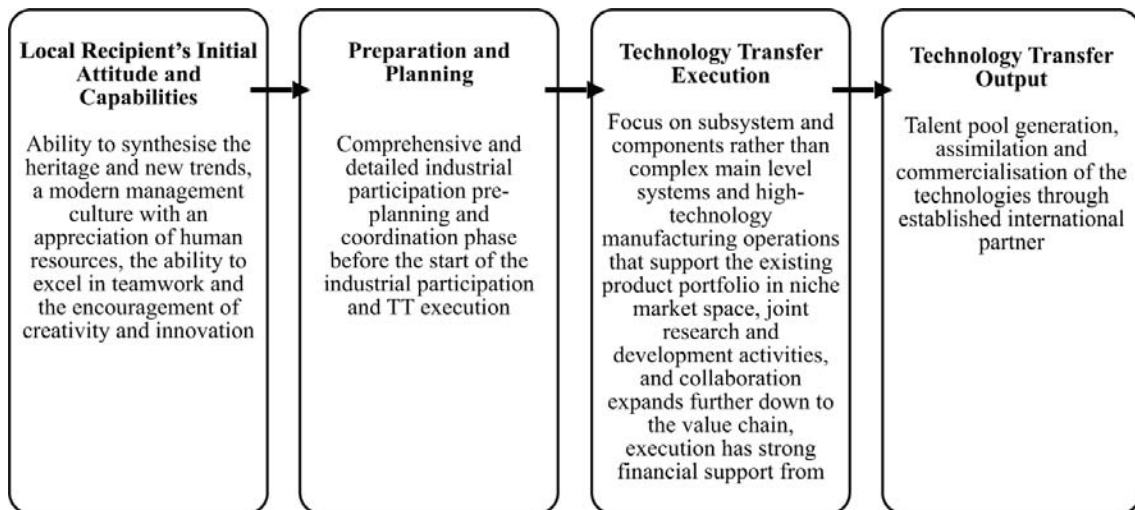 Local Recipient's Initial
Attitude and
Capabilities
Ability to synthesise the
heritage and new trends,
a modern management
culture with an
appreciation of human
resources, the ability to
excel in teamwork and
the encouragement of
creativity and innovation
Preparation and
Planning
Comprehensive and
detailed industrial
participation pre-
planning and
coordination phase
before the start of the
industrial participation
and TT execution
Technology Transfer
Execution
Focus on subsystem and
components rather than
complex main level
systems and high-
technology
manufacturing operations
that support the existing
product portfolio in niche
market space, joint
research and
development activities,
and collaboration
expands further down to
the value chain,
execution has strong
financial support from
Technology Transfer
Output
Talent pool generation,
assimilation and
commercialisation of the
technologies through
established international
partner